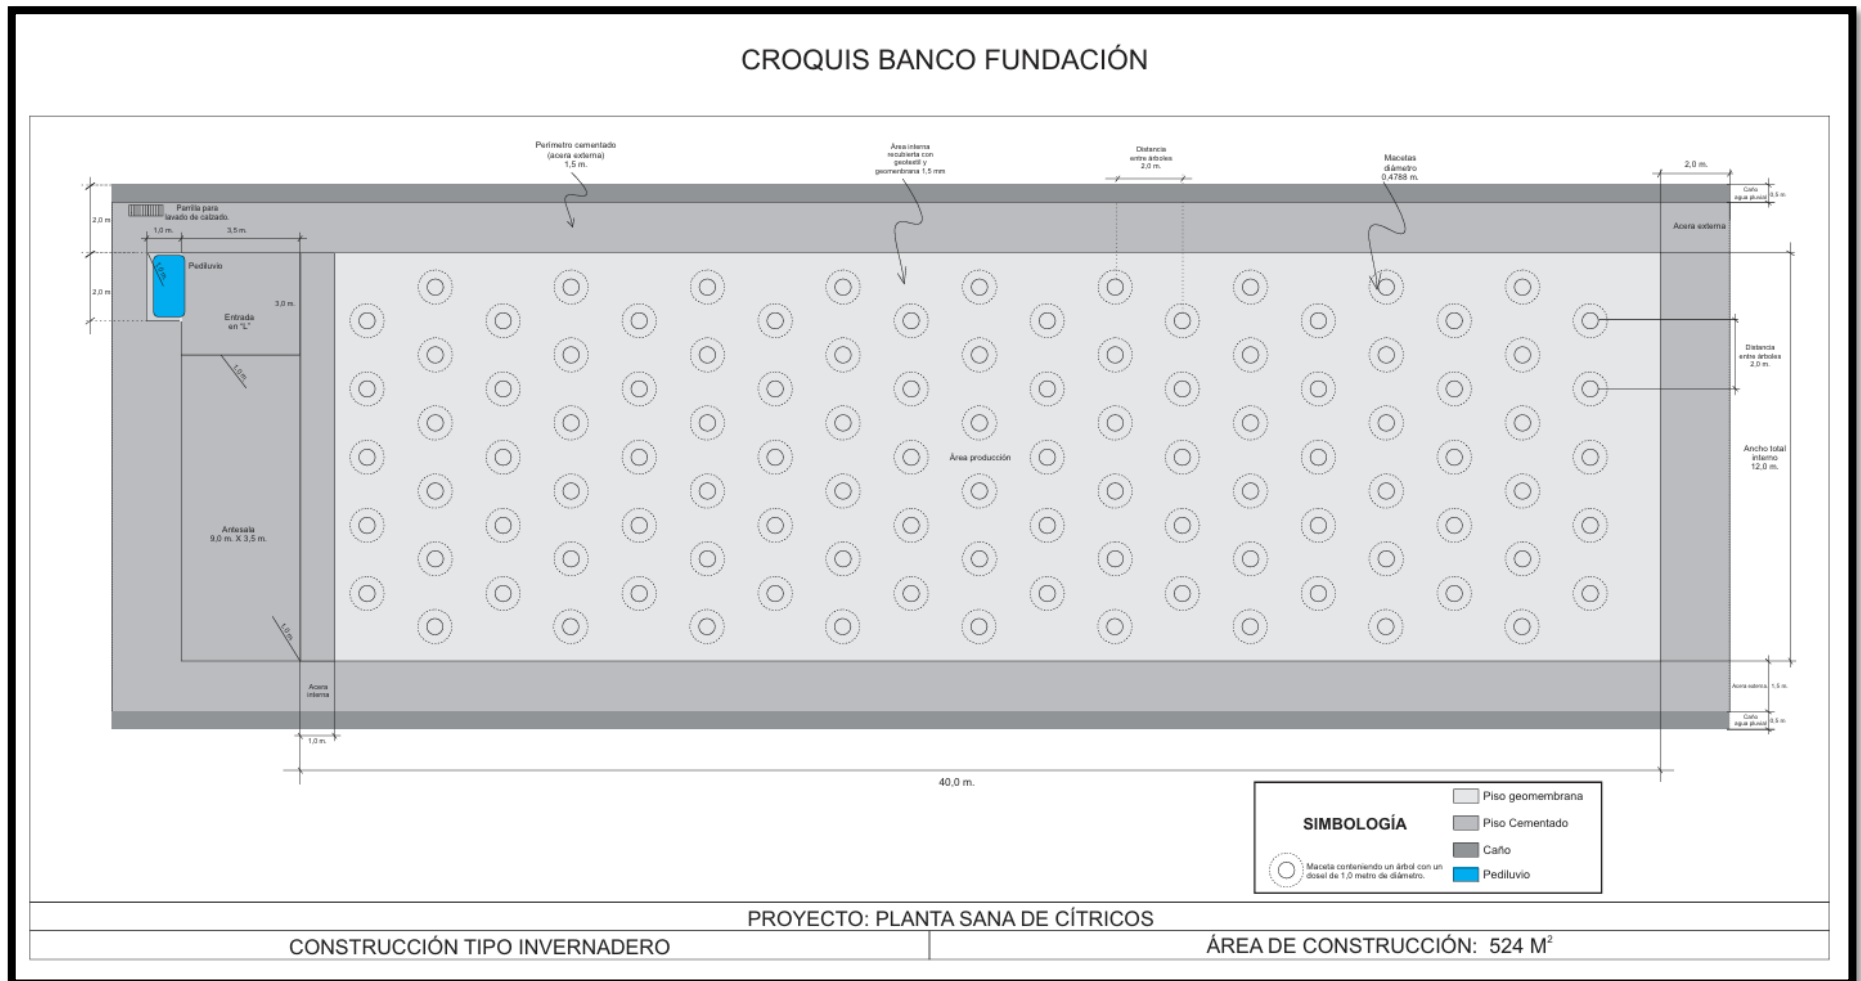 CROQUIS BANCO FUNDACIÓN
Perímetro cementado
(acera externa)
1,5 m.
Área interna
recubierta con
geotextil y
geomenbrana 1,5 mm
Distancia
entre árboles
2,0 m.
Macetas
diámetro
0,4788 m.
2,0 m.
Caño
agua pluvial
0,5 m
Acera externa
2,0 m
Parrilla para
lavado de calzado.
1,0 m.
3,5 m.
2,0 m
1,0 m.
Pediluvio
3,0 m.
Entrada
en "L"
1,0 m.
Distancia
entre árboles
2,0 m.
Área producción
Ancho total
interno
12,0 m.
Antesala
9,0 m. X 3,5 m.
1,0 m.
Acera
interna
Acera externa
1,5 m.
Caño
agua pluvial
0,5 m
1,0 m.
40,0 m.
SIMBOLOGÍA
Maceta conteniendo un árbol con un
dosel de 1,0 metro de diámetro.
Piso geomembrana
Piso Cementado
Caño
Pediluvio
PROYECTO: PLANTA SANA DE CÍTRICOS
CONSTRUCCIÓN TIPO INVERNADERO
ÁREA DE CONSTRUCCIÓN: 524 M²